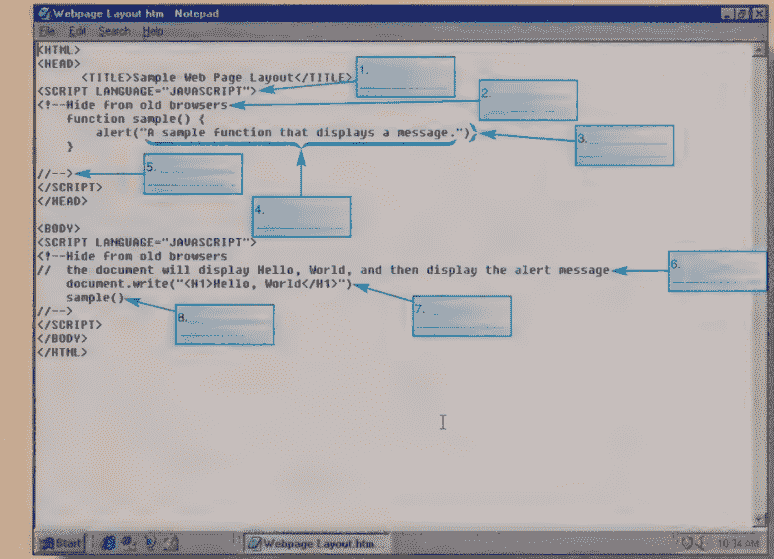 Webpage Layout.htm - Notepad
File Edit Search Help
<HTML>
<HEAD>
<TITLE>Sample Web Page Layout</TITLE>
1.
<SCRIPT LANGUAGE="JAVASCRIPT">
2.
<!--Hide from old browsers
function sample() {
alert("A sample function that displays a message.")
3.
}
5.
//-->
</SCRIPT>
</HEAD>
4.
<BODY>
<SCRIPT LANGUAGE="JAVASCRIPT">
<!--Hide from old browsers
6.
// the document will display Hello, World, and then display the alert message
document.write("<H1>Hello, World</H1>")
sample()
7.
8.
//-->
</SCRIPT>
</BODY>
</HTML>
Start
Webpage Layout.htm
10:14 AM